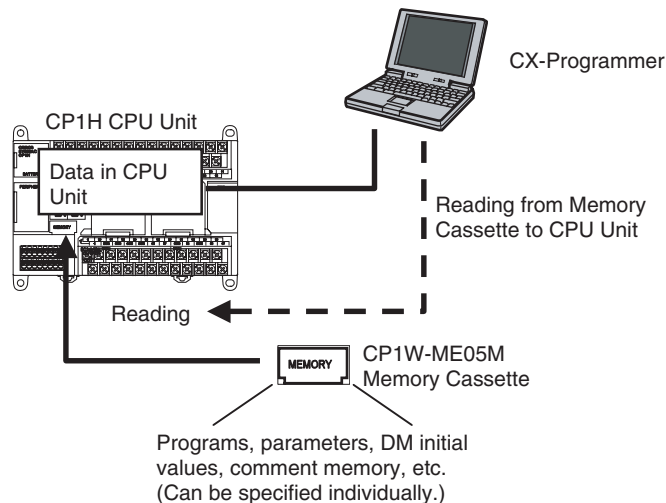 CX-Programmer
CP1H CPU Unit
Data in CPU
Unit
MEMORY
Reading from Memory
Cassette to CPU Unit
Reading
MEMORY
CP1W-ME05M
Memory Cassette
Programs, parameters, DM initial
values, comment memory, etc.
(Can be specified individually.)